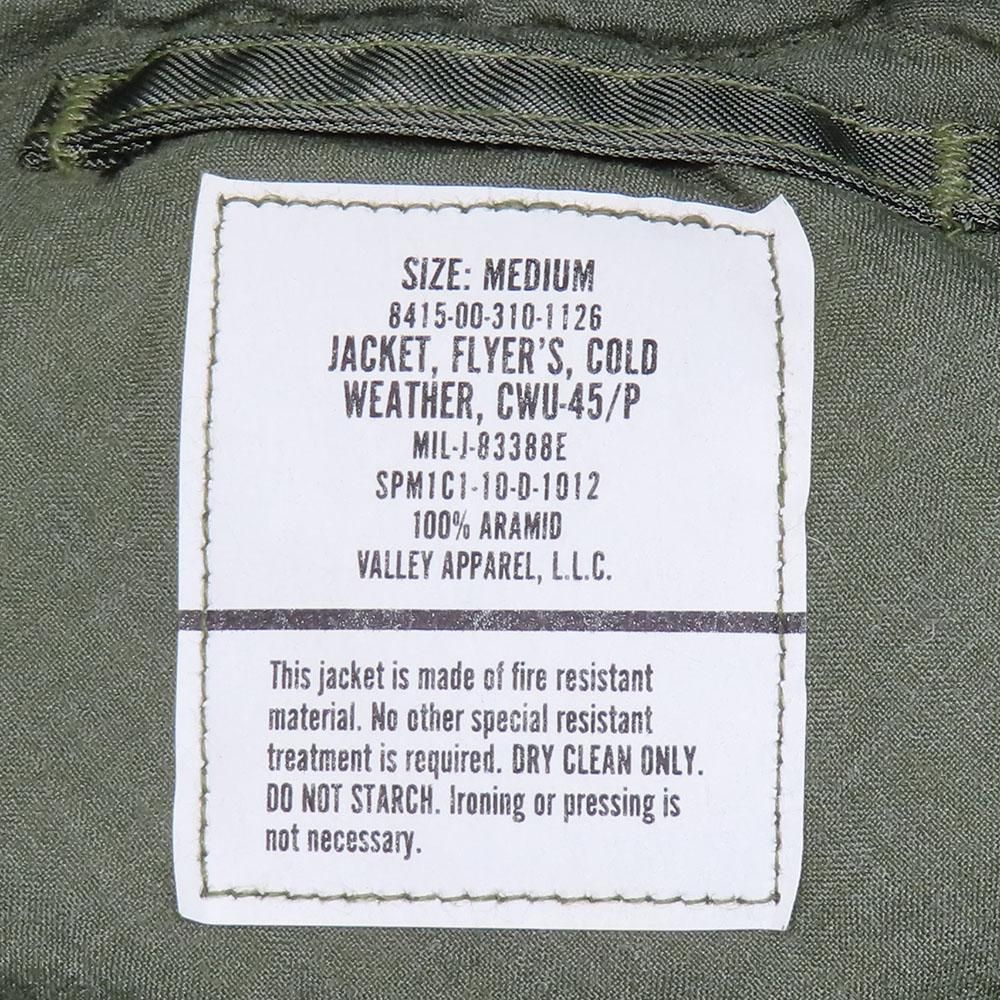 SIZE: MEDIUM
8415-00-310-1126
JACKET, FLYER'S, COLD
WEATHER, CWU-45/P
MIL-J-83388E
SPM1C1-10-D-1012
100% ARAMID
VALLEY APPAREL, L.L.C.
This jacket is made of fire resistant
material. No other special resistant
treatment is required. DRY CLEAN ONLY.
DO NOT STARCH. Ironing or pressing is
not necessary.